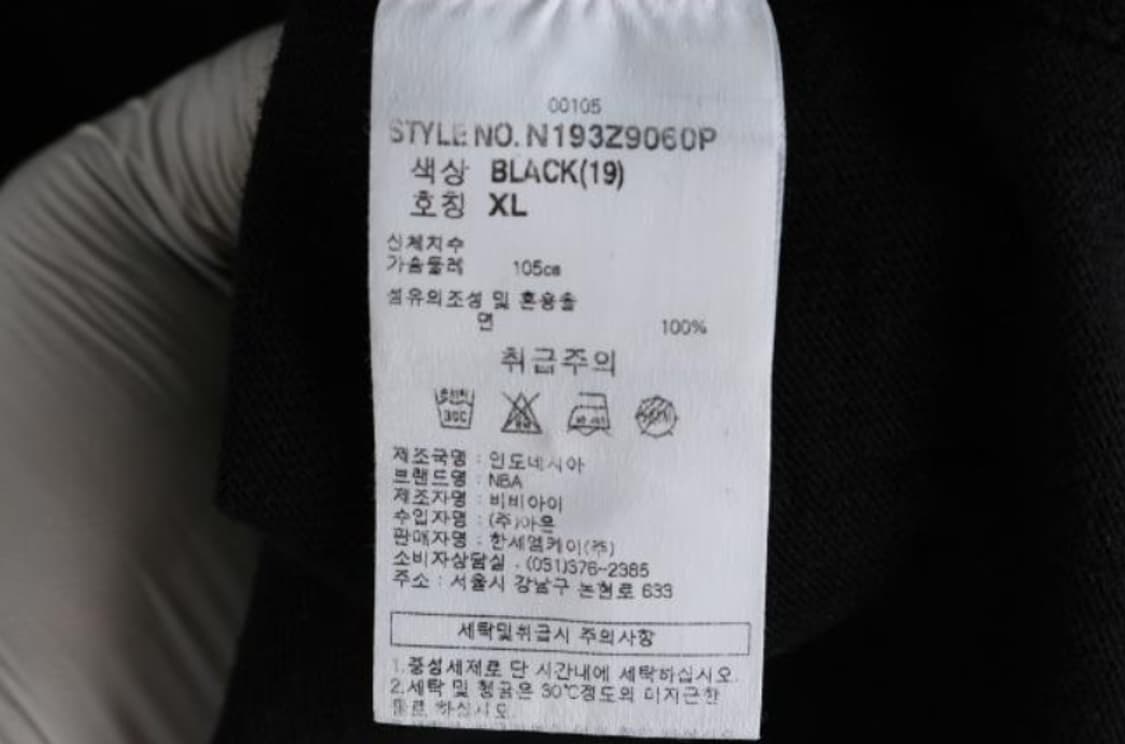 00105
STYLE NO. N193Z9060P
색상 BLACK(19)
호칭 XL
신체치수
가슴둘레 105cm
섬유의조성 및 혼용율
면 100%
취급주의
제조국명 : 인도네시아
브랜드명 : NBA
제조자명 : 비비아이
수입자명 : (주)아은
판매자명 : 한세엠케이(주)
소비자상담실 . (031)376-2385
주소 : 서울시 강남구 논현로 633
세탁및취급시 주의사항
1.중성세제로 단 시간내에 세탁하십시오.
2.세탁 및 헹굼은 30℃정도의 미지근한
물로 하십시오.